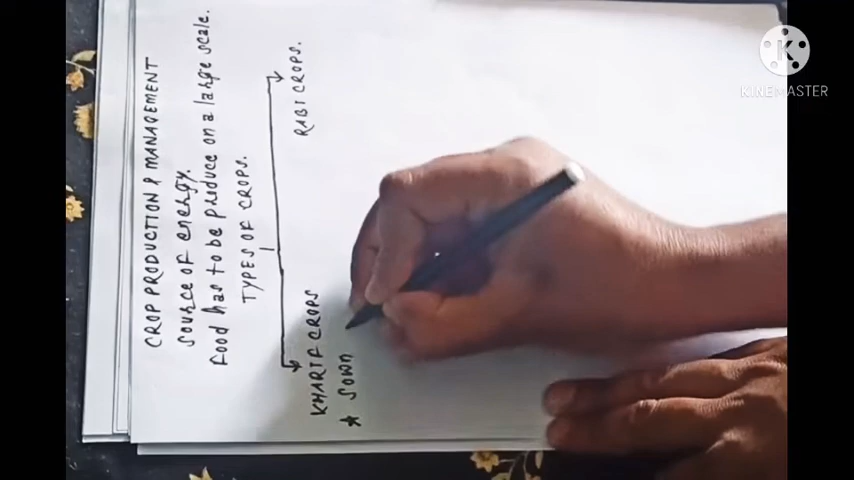 CROP PRODUCTION & MANAGEMENT
source of energy.
Food has to be produce on a large scale.
TYPES OF CROPS.
KHARIF CROPS
RABI CROPS.
★ Sown
K
KINEMASTER